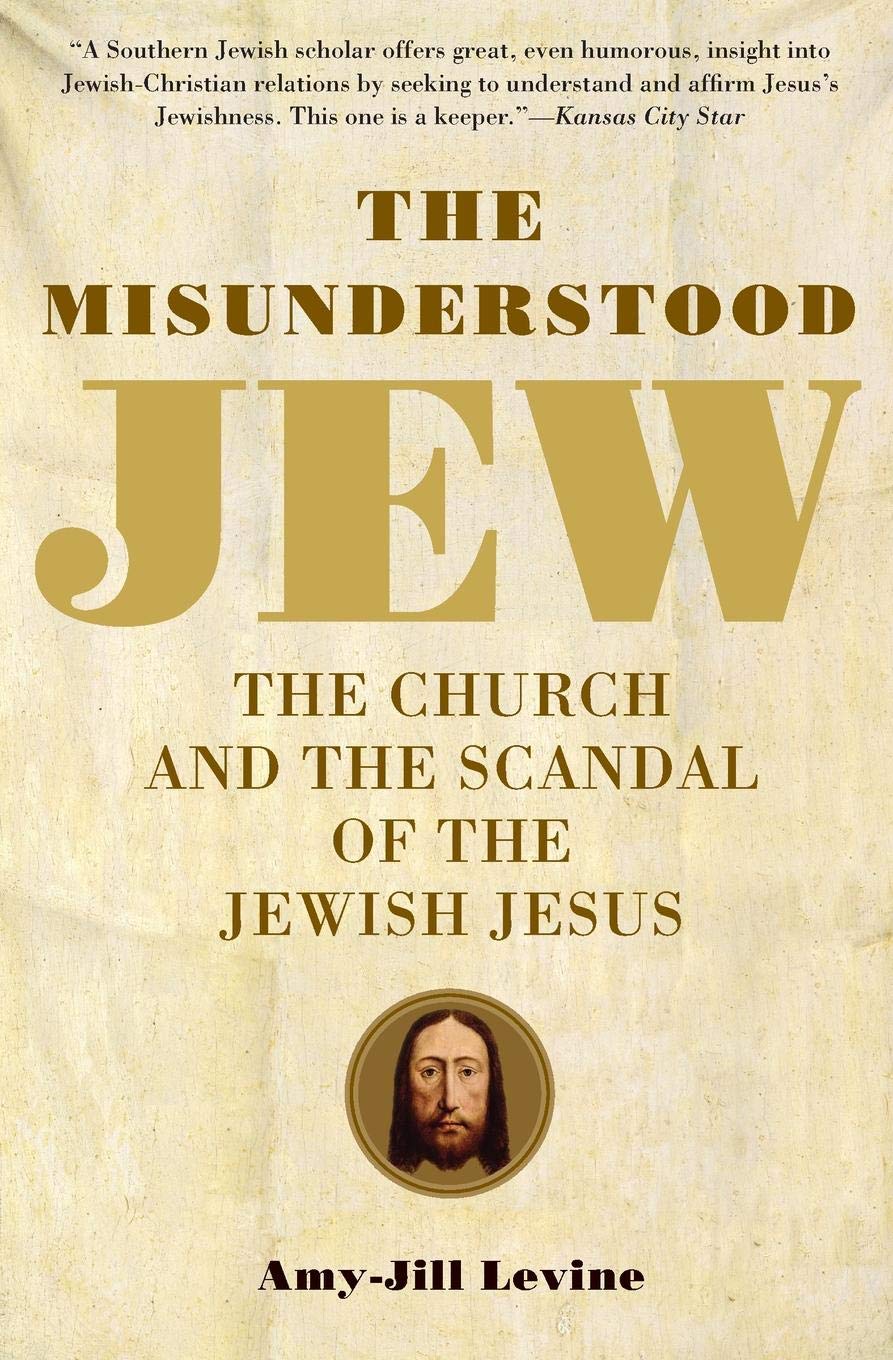 “A Southern Jewish scholar offers great, even humorous, insight into
Jewish-Christian relations by seeking to understand and affirm Jesus’s
Jewishness. This one is a keeper.”—Kansas City Star
THE
MISUNDERSTOOD
JEW
THE CHURCH
AND THE SCANDAL
OF THE
JEWISH JESUS
Amy-Jill Levine